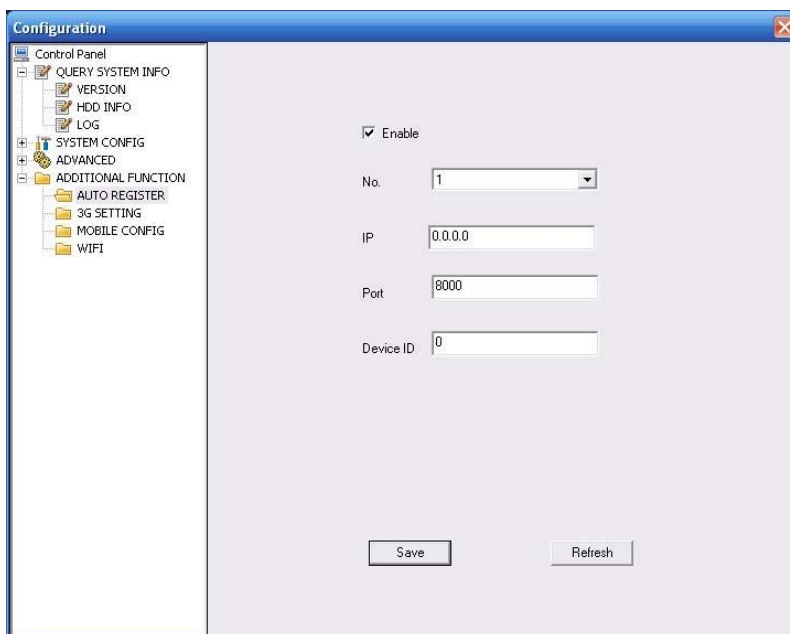 Configuration
Control Panel
QUERY SYSTEM INFO
VERSION
HDD INFO
LOG
SYSTEM CONFIG
ADVANCED
ADDITIONAL FUNCTION
AUTO REGISTER
3G SETTING
MOBILE CONFIG
WIFI
Enable
No. 1
IP 0.0.0.0
Port 8000
Device ID 0
Save Refresh